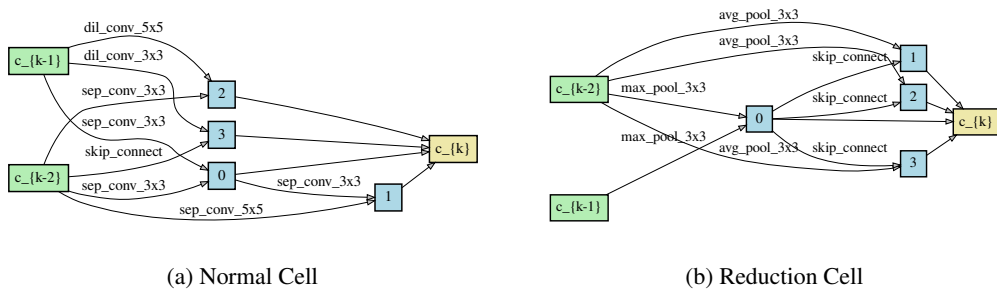 dil_conv_5x5
c_{k-1}
dil_conv_3x3
sep_conv_3x3
2
sep_conv_3x3
3
skip_connect
c_{k}
c_{k-2}
0
sep_conv_3x3
sep_conv_3x3
1
sep_conv_5x5
(a) Normal Cell
avg_pool_3x3
avg_pool_3x3
skip_connect
1
c_{k-2}
max_pool_3x3
skip_connect
2
0
c_{k}
max_pool_3x3
avg_pool_3x3
skip_connect
3
c_{k-1}
(b) Reduction Cell